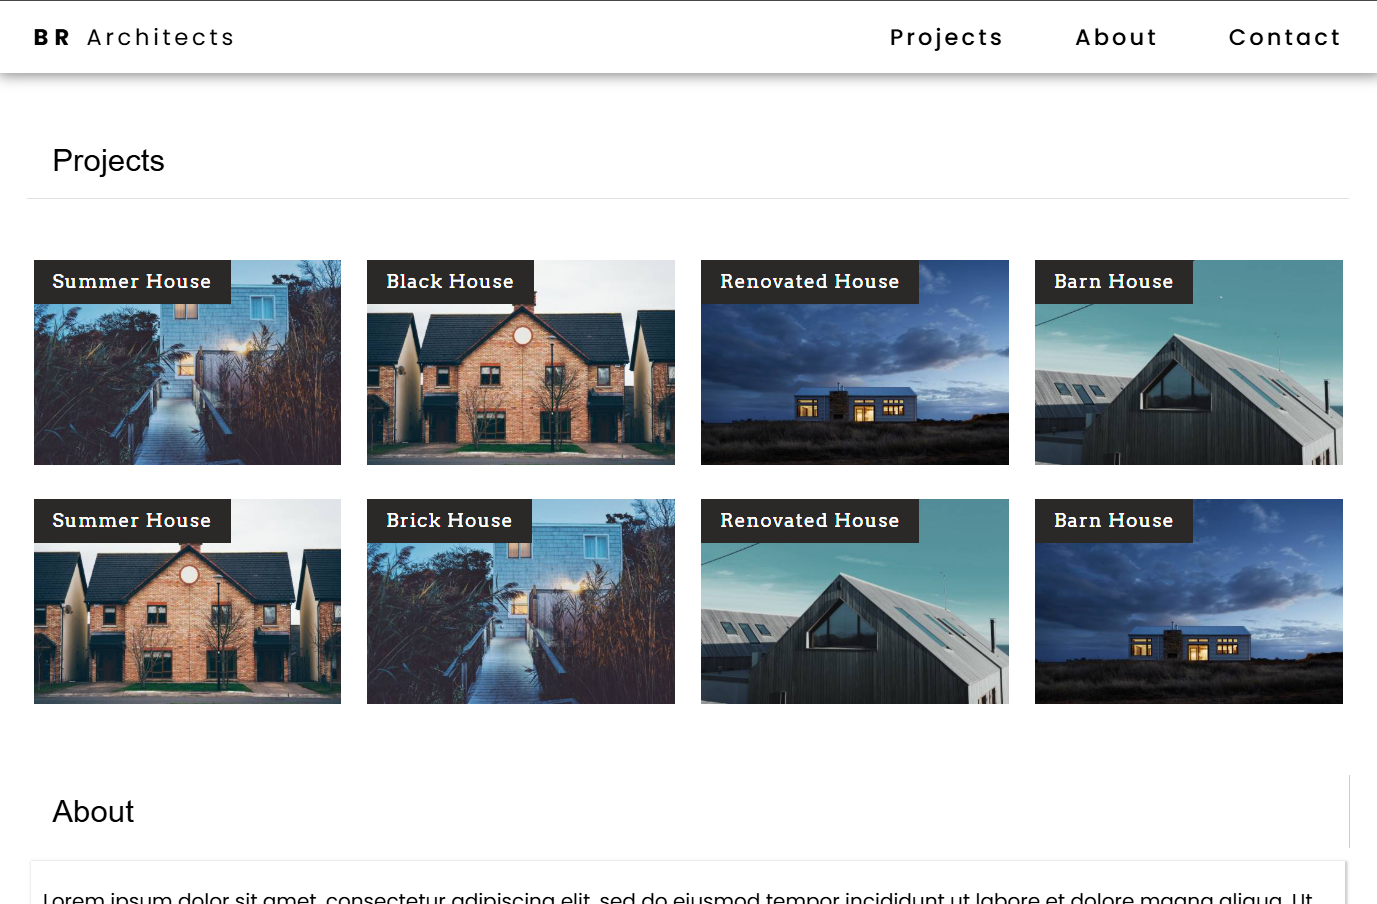 BR Architects Projects About Contact
Projects
Summer House Black House Renovated House Barn House
Summer House Brick House Renovated House Barn House
About
Lorem ipsum dolor sit amet, consectetur adipiscing elit, sed do eiusmod tempor incididunt ut labore et dolore magna aliqua. Ut